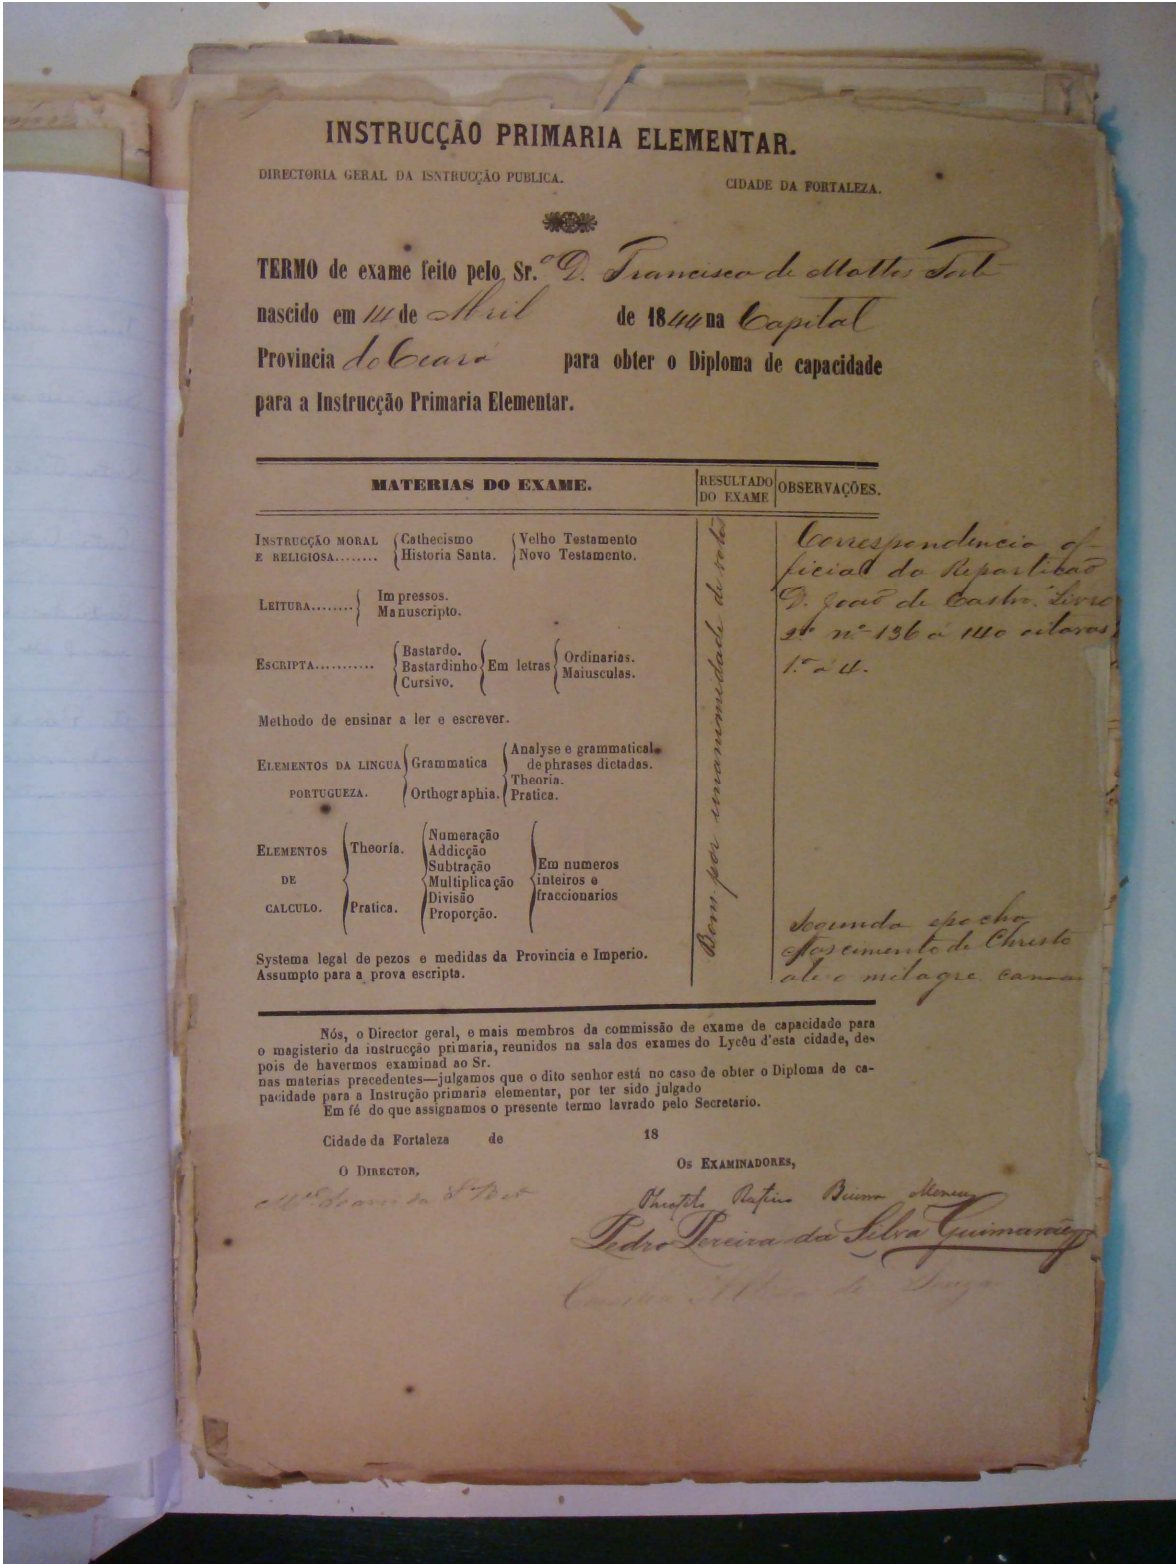 INSTRUCÇÃO PRIMARIA ELEMENTAR.
DIRECTORIA GERAL DA ISNTRUCÇÃO PUBLICA. CIDADE DA FORTALEZA.
TERMO de exame feito pelo Sr.ª D. Francisca de Mattos
nascido em 14 de Abril de 1844 na Capital
Provincia do Ceará para obter o Diploma de capacidade
para a Instrucção Primaria Elementar.
MATERIAS DO EXAME. RESULTADO DO EXAME OBSERVAÇÕES.
INSTRUCÇÃO MORAL E RELIGIOSA........ Cathecismo Historia Santa. Velho Testamento Novo Testamento.
LEITURA........ Impressos. Manuscripto.
ESCRIPTA........... Bastardo. Bastardinho Cursivo. Em letras Ordinarias. Maiusculas.
Methodo de ensinar a ler e escrever.
ELEMENTOS DA LINGUA PORTUGUEZA. Grammatica Analyse e grammatical de phrases dictadas.
Orthographia. Theoria. Pratica.
ELEMENTOS DE CALCULO. Theoría. Pratica. Numeração Addicção Subtração Multiplicação Divisão Proporção. Em numeros inteiros e fraccionarios
Systema legal de pezos e medidas da Provincia e Imperio.
Assumpto para a prova escripta.
Bom por unanimidade de votos
Correspondencia of-
ficial da Reparticaõ
D. Joaõ de Castro. Livro
2º nº 136 a 140 oitavas
1.ª a 4.
Segunda epocha
Nascimento de Christo
ate o milagre
Nós, o Director geral, e mais membros da commissão de exame de capacidade para
o magisterio da instrucção primaria, reunidos na sala dos exames do Lycêu d'esta cidade, de-
pois de havermos examinad ao Sr.
nas materias precedentes—julgamos que o dito senhor está no caso de obter o Diploma de ca-
pacidade para a Instrução primaria elementar, por ter sido julgado
Em fé do que assignamos o presente termo lavrado pelo Secretario.
Cidade da Fortaleza de 18
O DIRECTOR, OS EXAMINADORES,
Pedro Pereira da Silva Guimarães